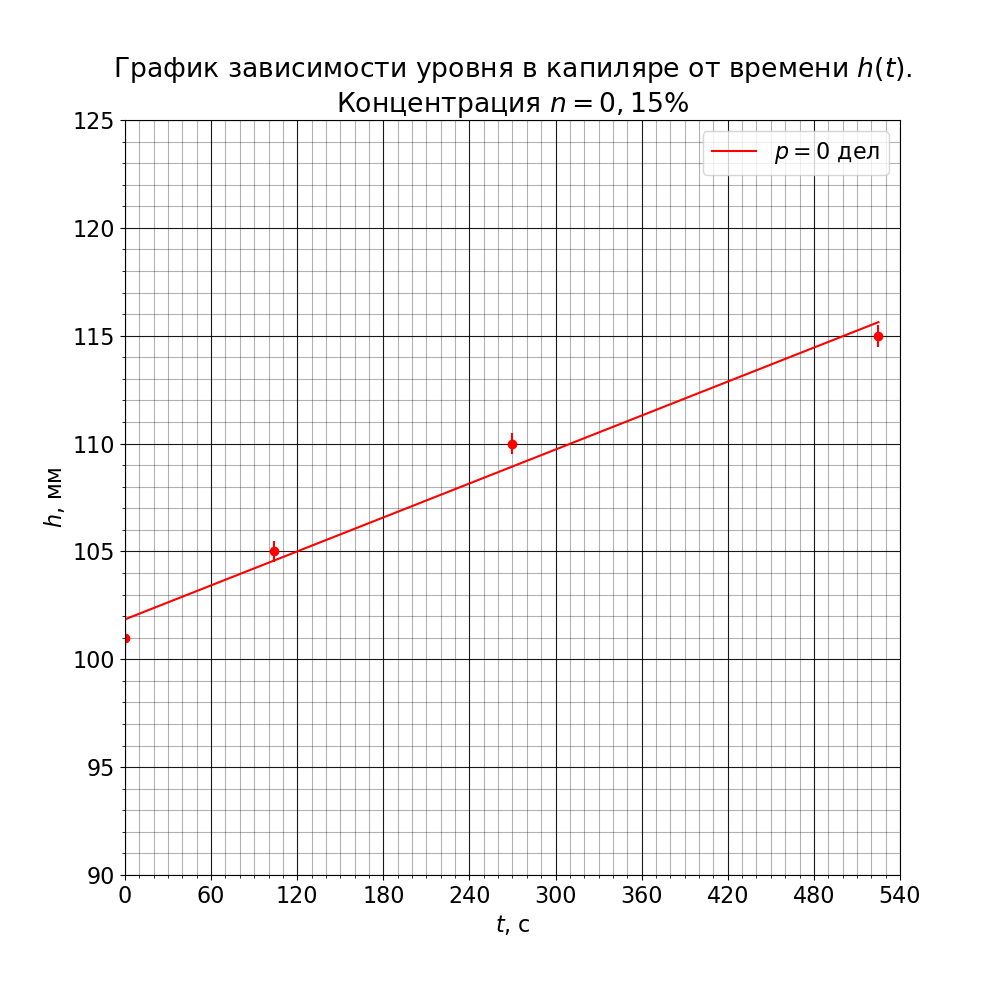 График зависимости уровня в капиляре от времени h(t).
Концентрация n = 0, 15%
p = 0 дел
125
120
115
110
105
100
95
90
h, мм
0 60 120 180 240 300 360 420 480 540
t, с